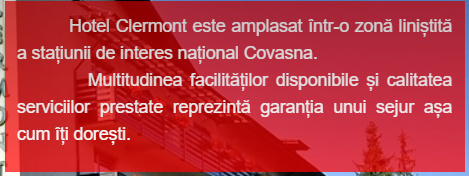 Hotel Clermont este amplasat într-o zonă liniștită
a stațiunii de interes național Covasna.
Multitudinea facilităților disponibile și calitatea
serviciilor prestate reprezintă garanția unui sejur așa
cum îți dorești.